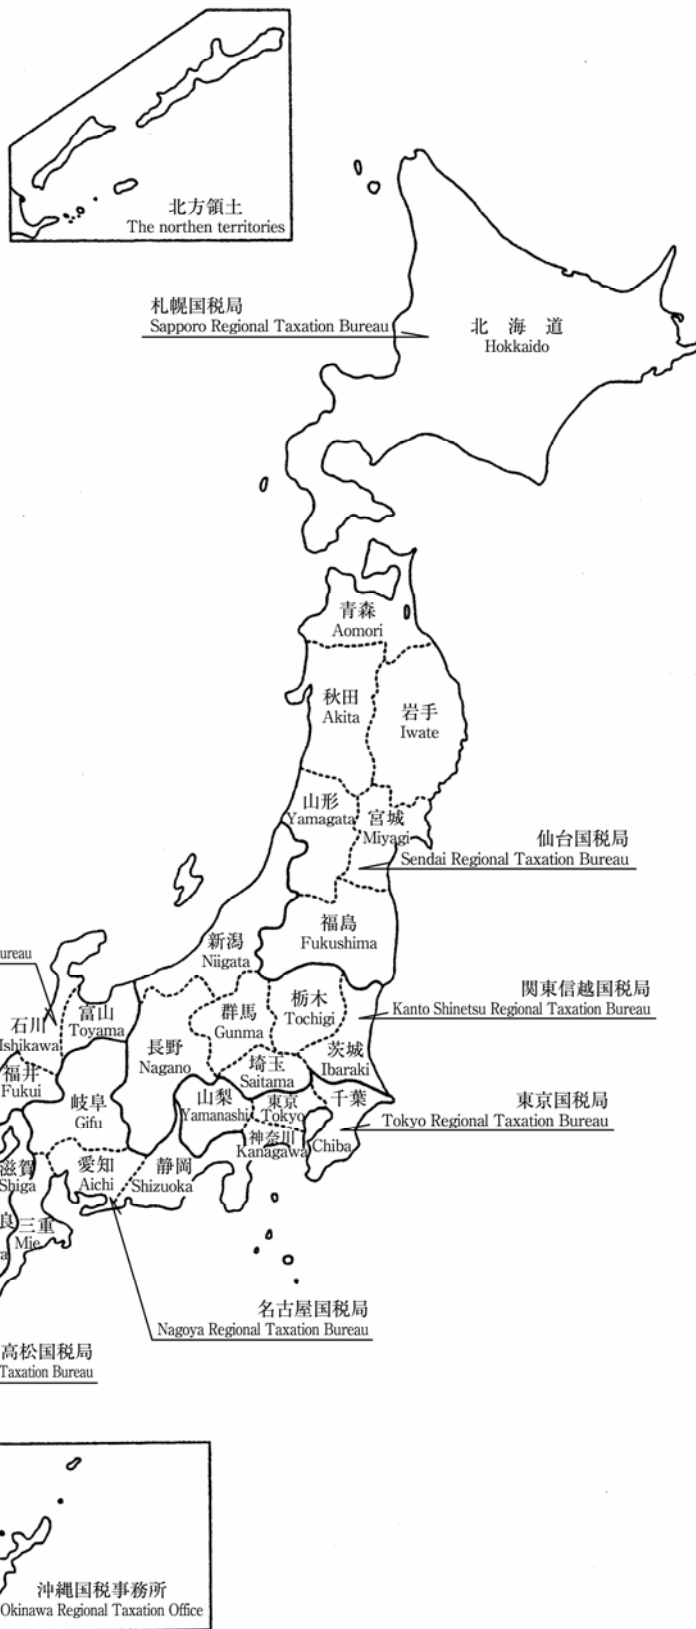 北方領土
The northen territories
札幌国税局
Sapporo Regional Taxation Bureau
北 海 道
Hokkaido
青森
Aomori
秋田
Akita
岩手
Iwate
山形
Yamagata
宮城
Miyagi
仙台国税局
Sendai Regional Taxation Bureau
福島
Fukushima
新潟
Niigata
ureau
関東信越国税局
Kanto Shinetsu Regional Taxation Bureau
栃木
Tochigi
群馬
Gunma
富山
Toyama
石川
Ishikawa
長野
Nagano
茨城
Ibaraki
埼玉
Saitama
福井
Fukui
岐阜
Gifu
山梨
Yamanashi
東京
Tokyo
千葉
Chiba
東京国税局
Tokyo Regional Taxation Bureau
神奈川
Kanagawa
滋賀
Shiga
愛知
Aichi
静岡
Shizuoka
良
三重
Mie
名古屋国税局
Nagoya Regional Taxation Bureau
高松国税局
Taxation Bureau
沖縄国税事務所
Okinawa Regional Taxation Office